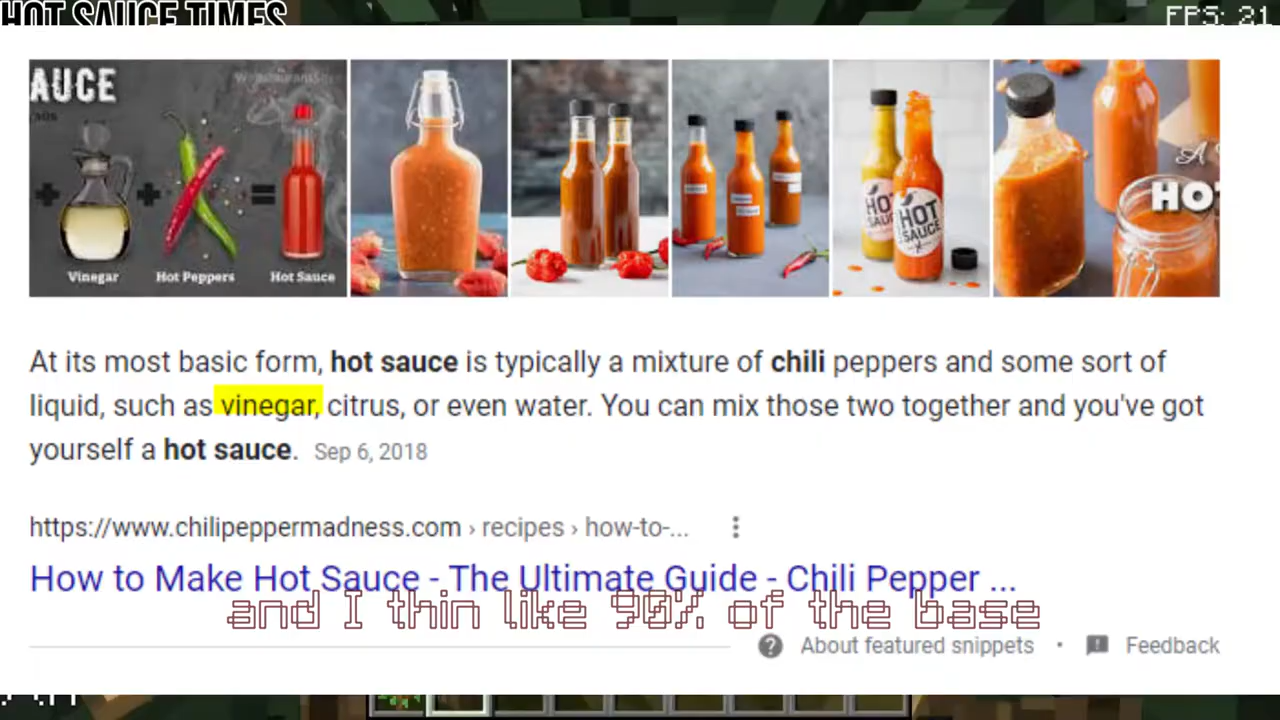 HOT SAUCE TIMES
FPS: 21
AUCE
Vinegar
Hot Peppers
Hot Sauce
HOT
SAUCE
HOT
At its most basic form, hot sauce is typically a mixture of chili peppers and some sort of
liquid, such as vinegar, citrus, or even water. You can mix those two together and you've got
yourself a hot sauce. Sep 6, 2018
https://www.chilipeppermadness.com › recipes › how-to-...
How to Make Hot Sauce - The Ultimate Guide - Chili Pepper ...
and I thin like 90% of the base
About featured snippets • Feedback